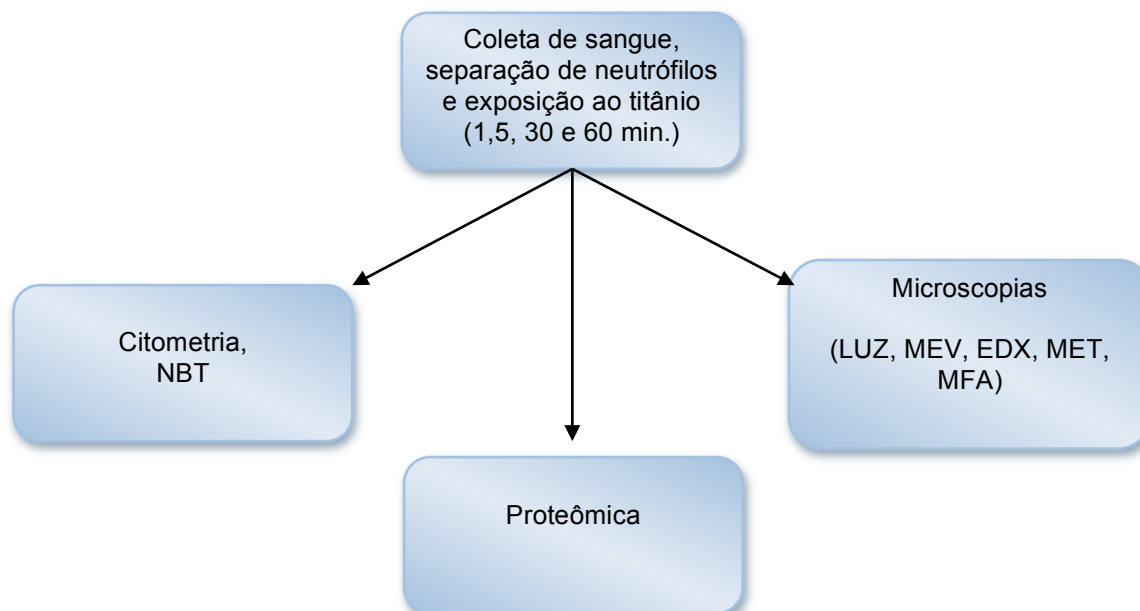 Coleta de sangue,
separação de neutrófilos
e exposição ao titânio
(1,5, 30 e 60 min.)
Citometria,
NBT
Microscopias
(LUZ, MEV, EDX, MET,
MFA)
Proteômica